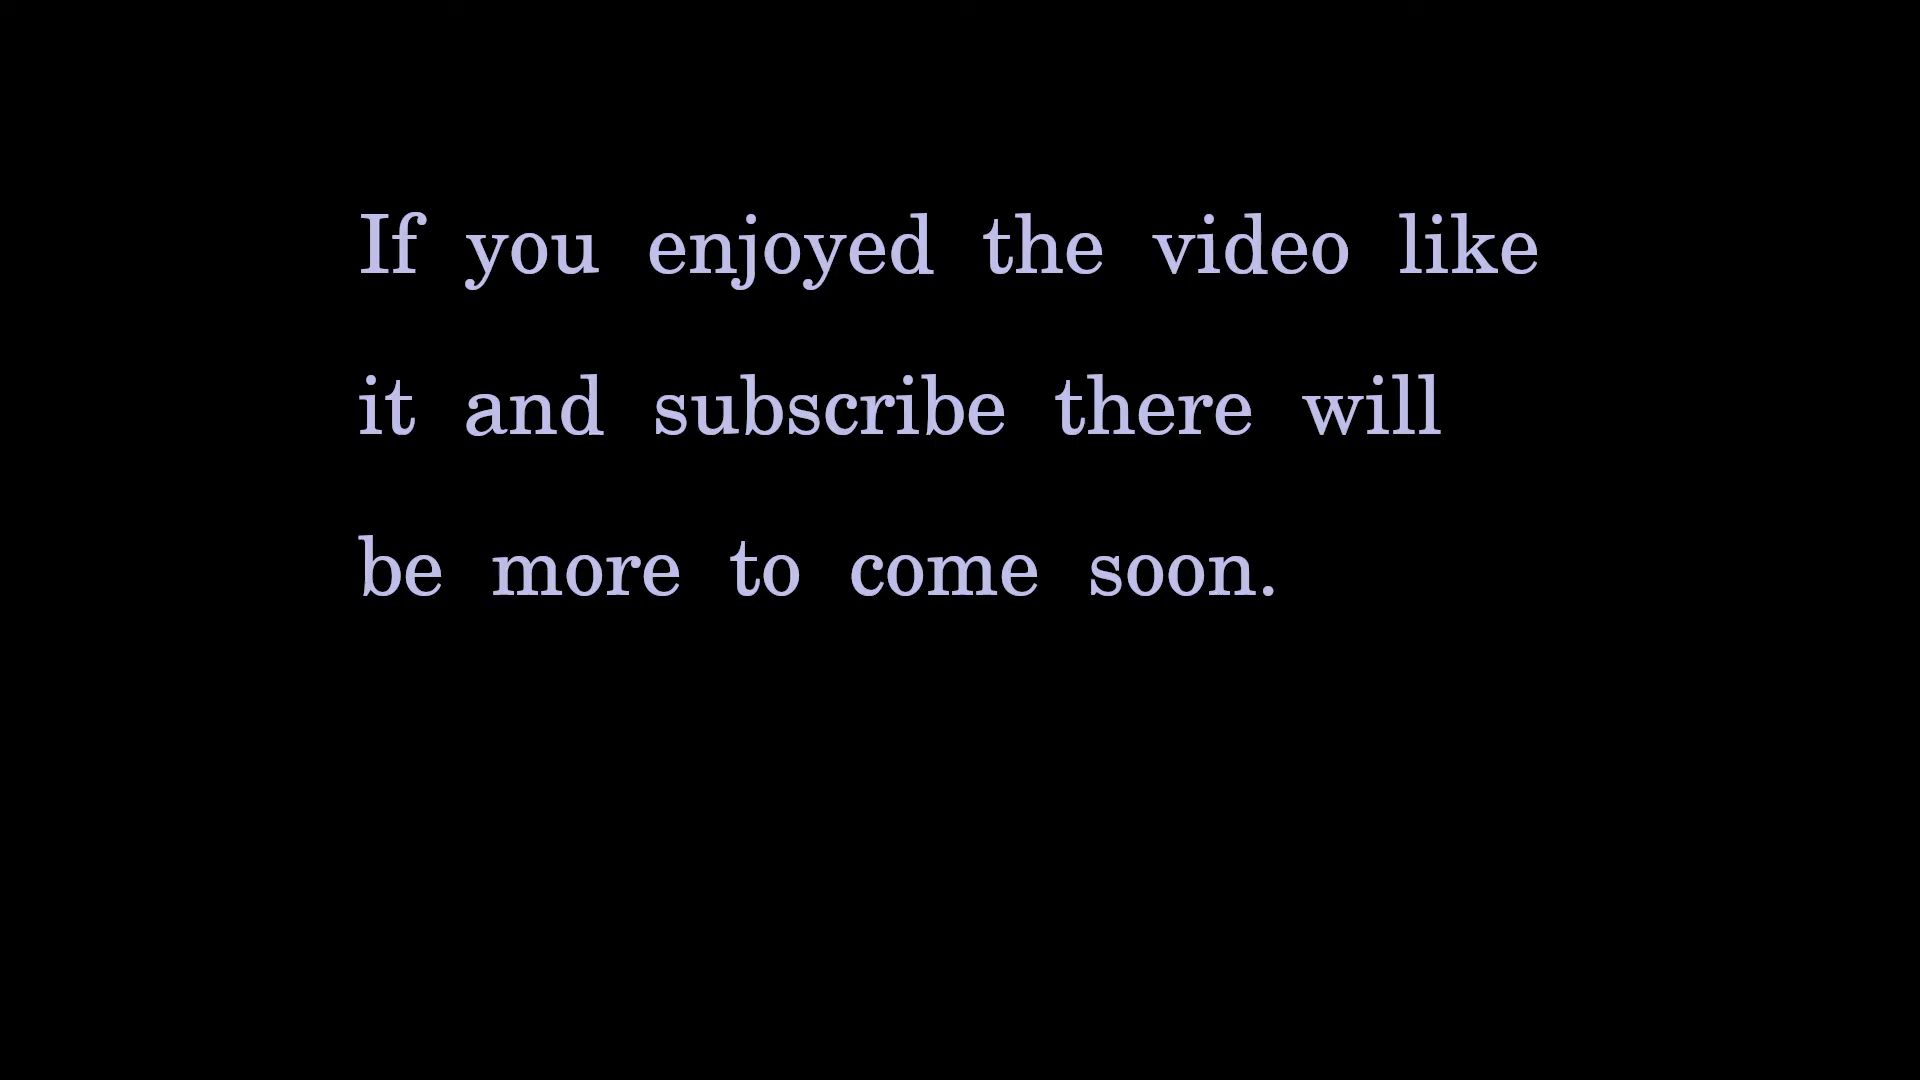 If you enjoyed the video like
it and subscribe there will
be more to come soon.